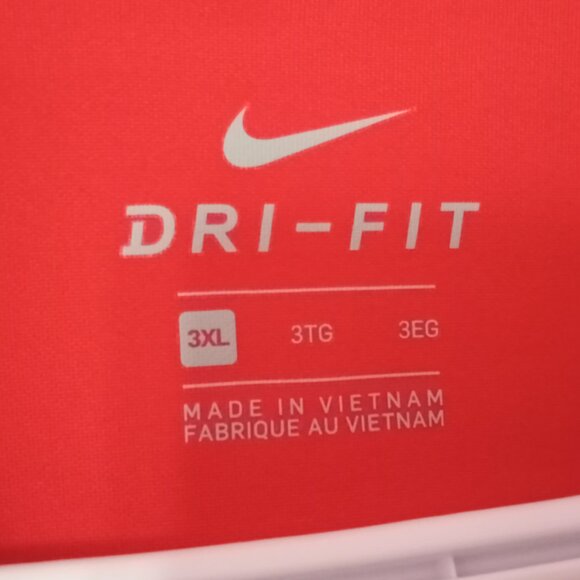 DRI-FIT
3XL 3TG 3EG
MADE IN VIETNAM
FABRIQUE AU VIETNAM